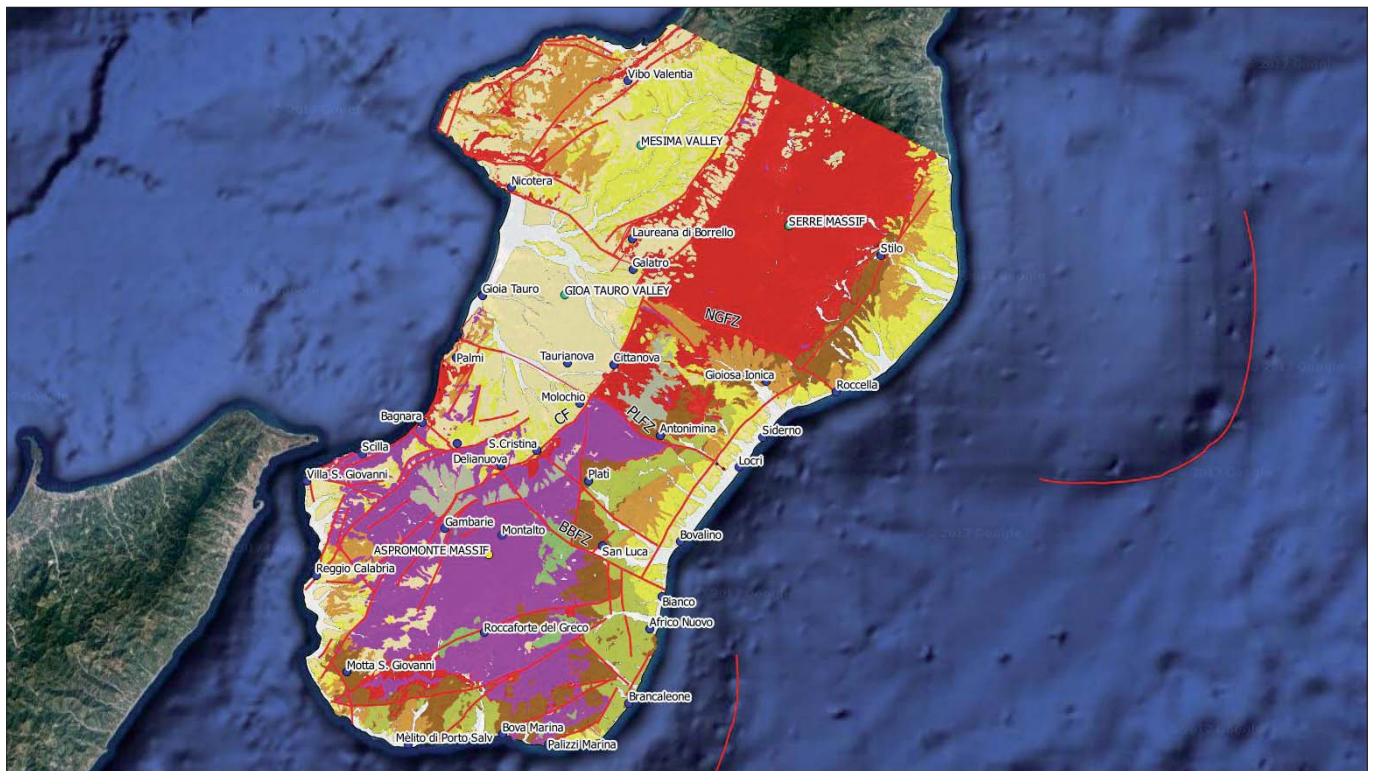 Vibo Valentia
MESIMA VALLEY
Nicotera
SERRE MASSIF
Laureana di Borrello
Stilo
Galatro
Gioia Tauro
GIOA TAURO VALLEY
NGFZ
Palmi
Taurianova
Cittanova
Gioiosa Ionica
Roccella
Molochio
Bagnara
CF
PLFZ
Antonimina
Siderno
Scilla
S.Cristina
Delianuova
Locri
Villa S. Giovanni
Plati
Gambarie
Montalto
BBFZ
San Luca
Bovalino
ASPROMONTE MASSIF
Reggio Calabria
Bianco
Africo Nuovo
Roccaforte del Greco
Motta S. Giovanni
Brancaleone
Bova Marina
Melito di Porto Salv
Palizzi Marina